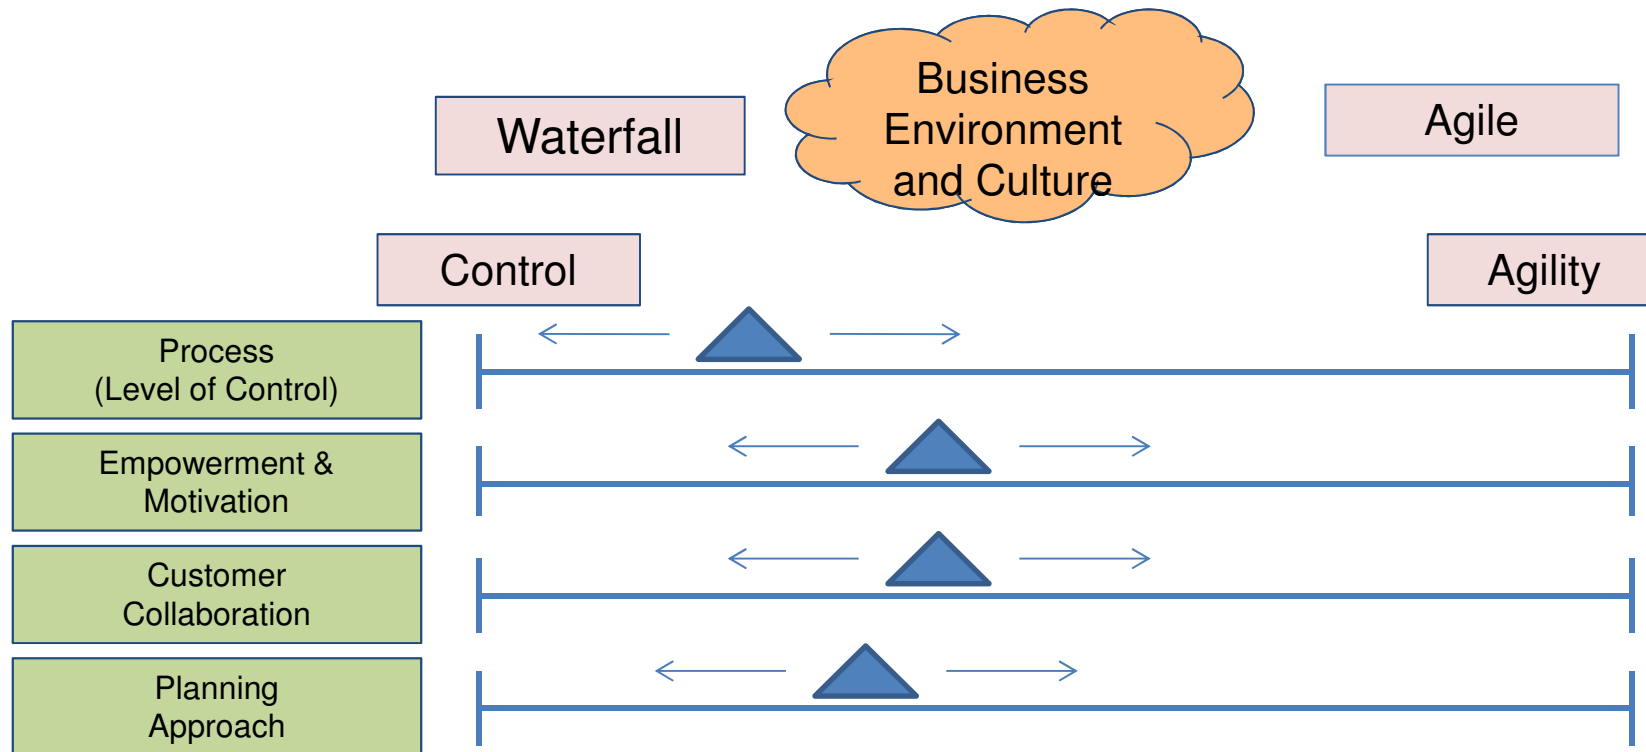 Business
Environment
and Culture
Waterfall
Agile
Control
Agility
Process
(Level of Control)
Empowerment &
Motivation
Customer
Collaboration
Planning
Approach